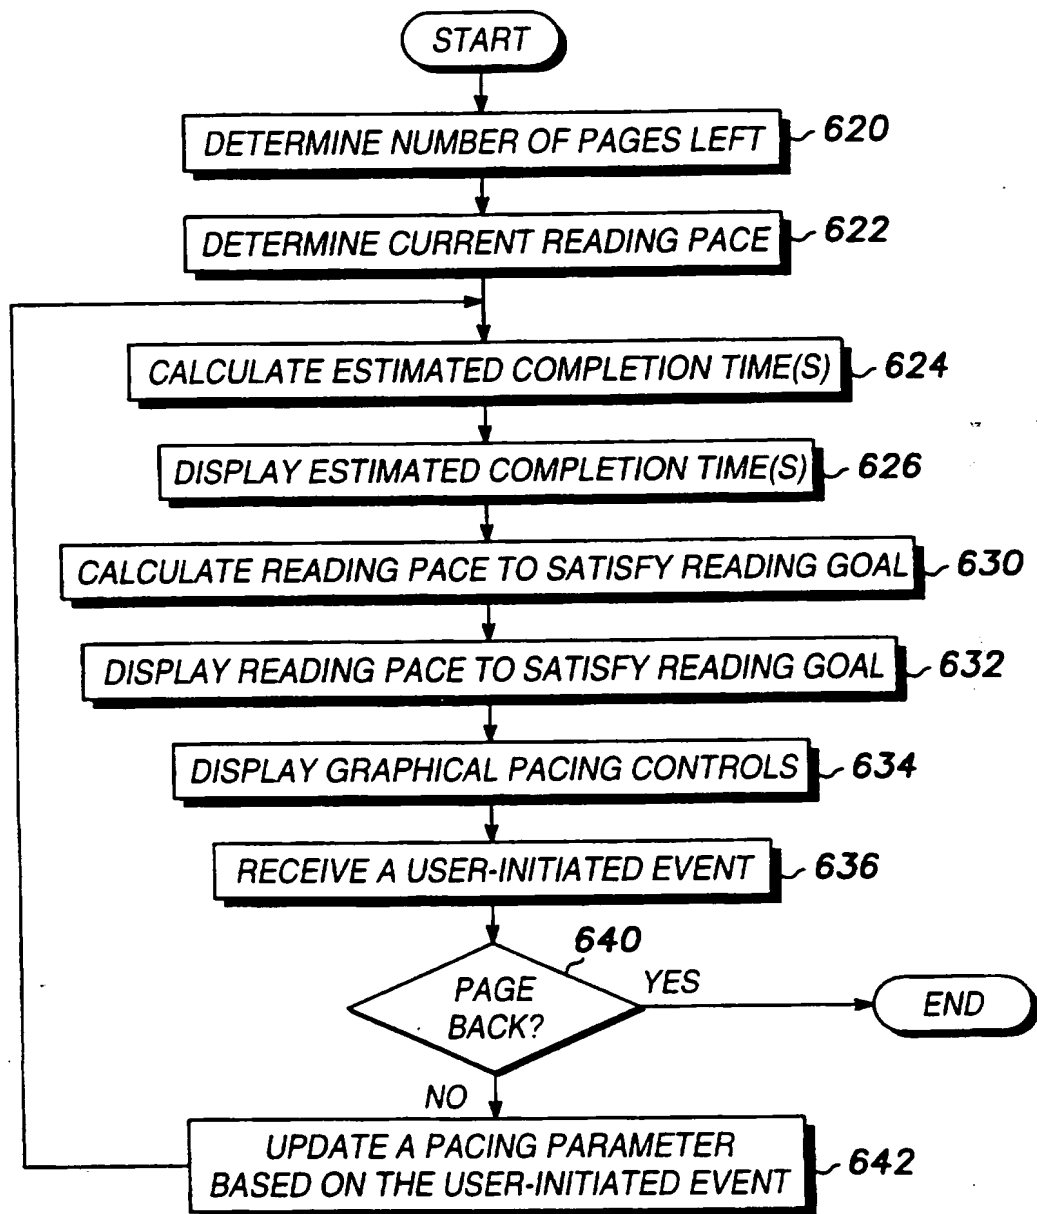 START
DETERMINE NUMBER OF PAGES LEFT 620
DETERMINE CURRENT READING PACE 622
CALCULATE ESTIMATED COMPLETION TIME(S) 624
DISPLAY ESTIMATED COMPLETION TIME(S) 626
CALCULATE READING PACE TO SATISFY READING GOAL 630
DISPLAY READING PACE TO SATISFY READING GOAL 632
DISPLAY GRAPHICAL PACING CONTROLS 634
RECEIVE A USER-INITIATED EVENT 636
640
PAGE
BACK?
YES
END
NO
UPDATE A PACING PARAMETER
BASED ON THE USER-INITIATED EVENT 642